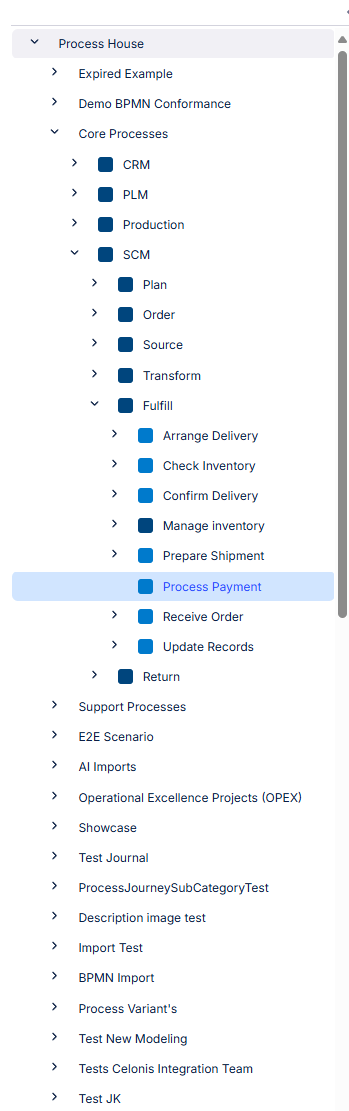 Process House
Expired Example
Demo BPMN Conformance
Core Processes
CRM
PLM
Production
SCM
Plan
Order
Source
Transform
Fulfill
Arrange Delivery
Check Inventory
Confirm Delivery
Manage inventory
Prepare Shipment
Process Payment
Receive Order
Update Records
Return
Support Processes
E2E Scenario
AI Imports
Operational Excellence Projects (OPEX)
Showcase
Test Journal
ProcessJourneySubCategoryTest
Description image test
Import Test
BPMN Import
Process Variant's
Test New Modeling
Tests Celonis Integration Team
Test JK